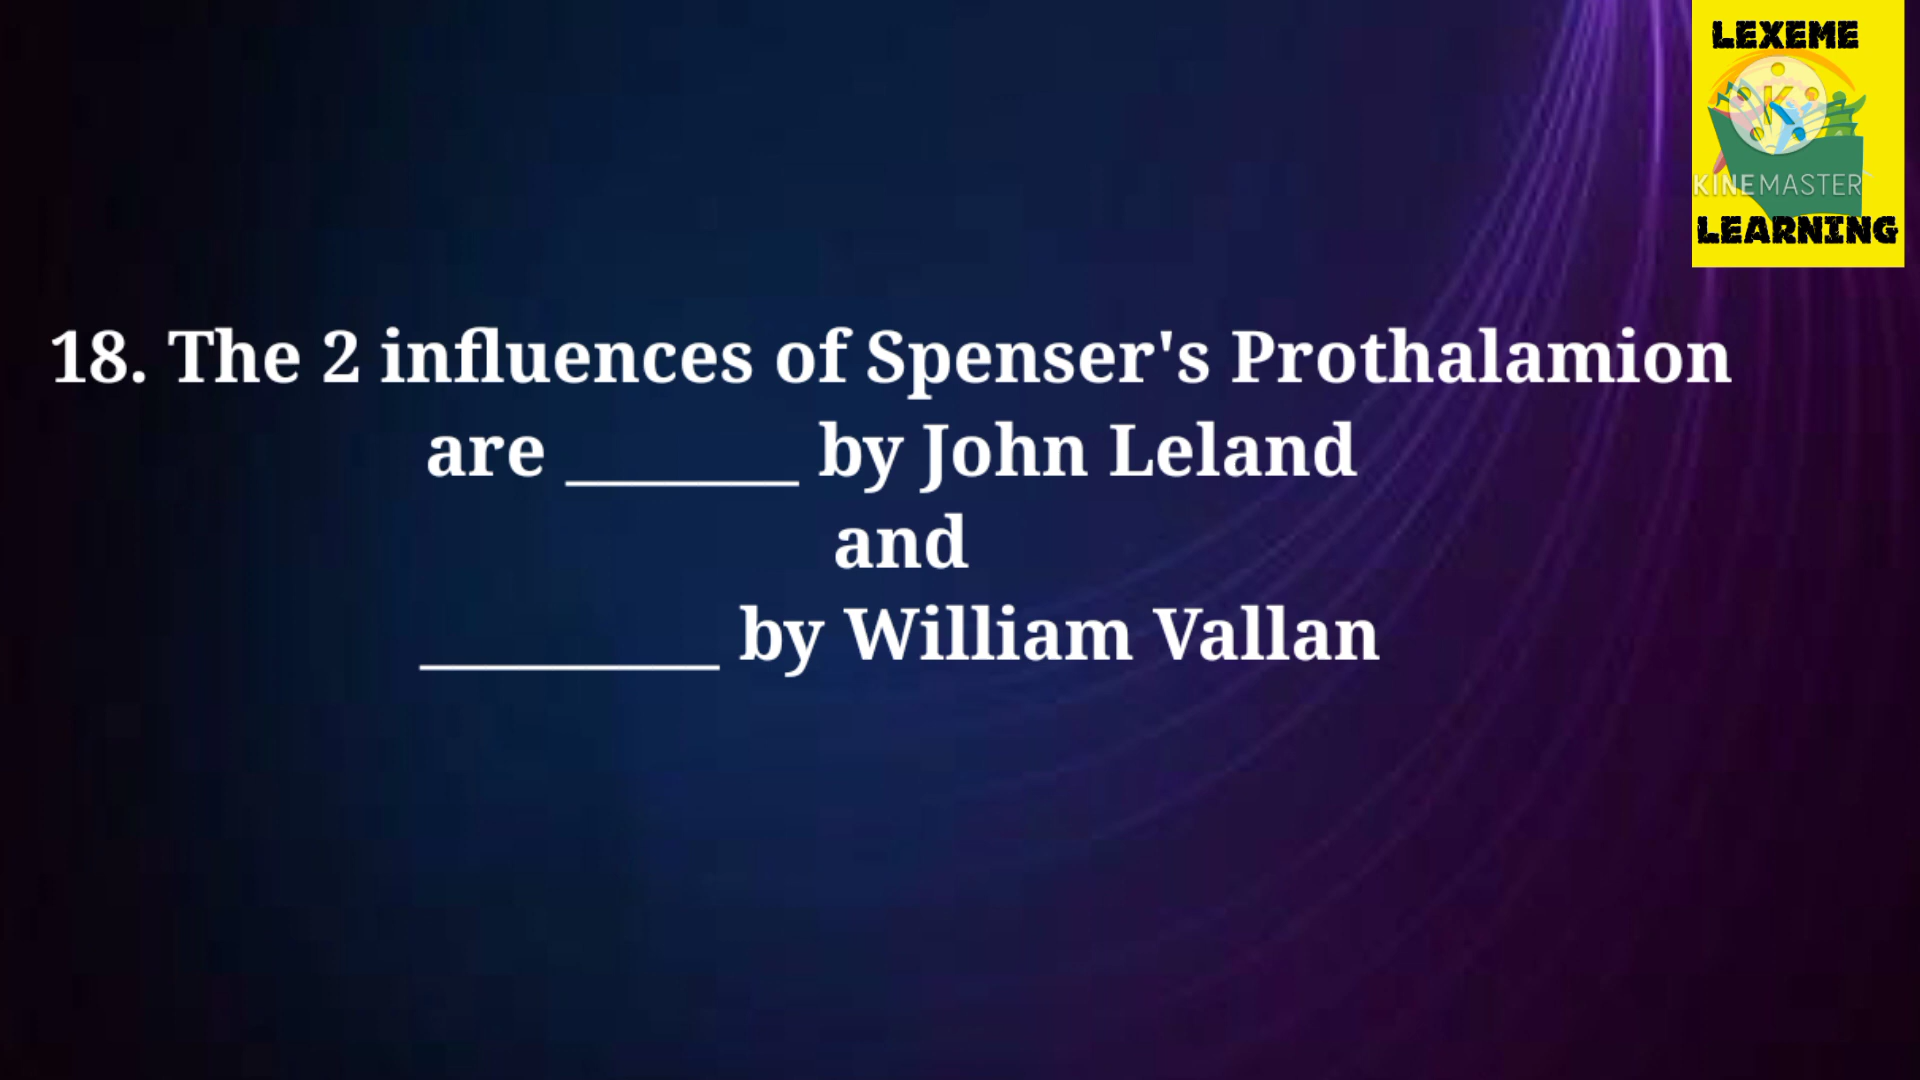 LEXEME
K
KINEMASTER
LEARNING
18. The 2 influences of Spenser's Prothalamion
are _______ by John Leland
and
_________ by William Vallan